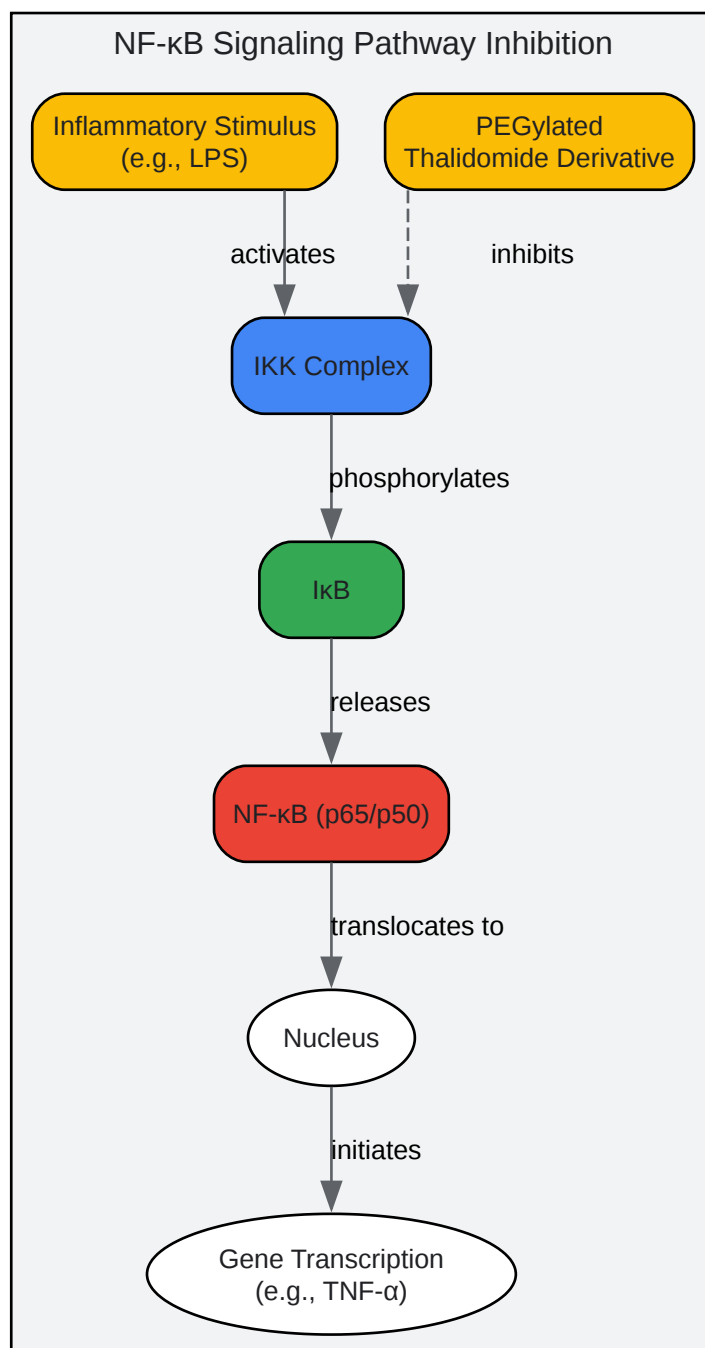 NF-κB Signaling Pathway Inhibition
Inflammatory Stimulus
(e.g., LPS)
PEGylated
Thalidomide Derivative
activates
inhibits
IKK Complex
phosphorylates
IκB
releases
NF-κB (p65/p50)
translocates to
Nucleus
initiates
Gene Transcription
(e.g., TNF-α)